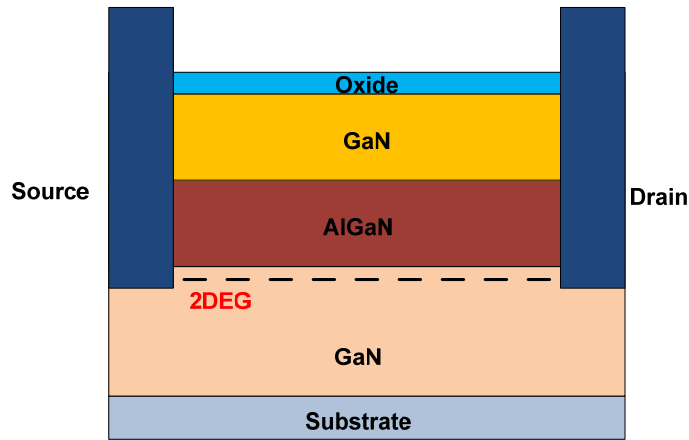 Oxide
GaN
Source
Drain
AlGaN
2DEG
GaN
Substrate